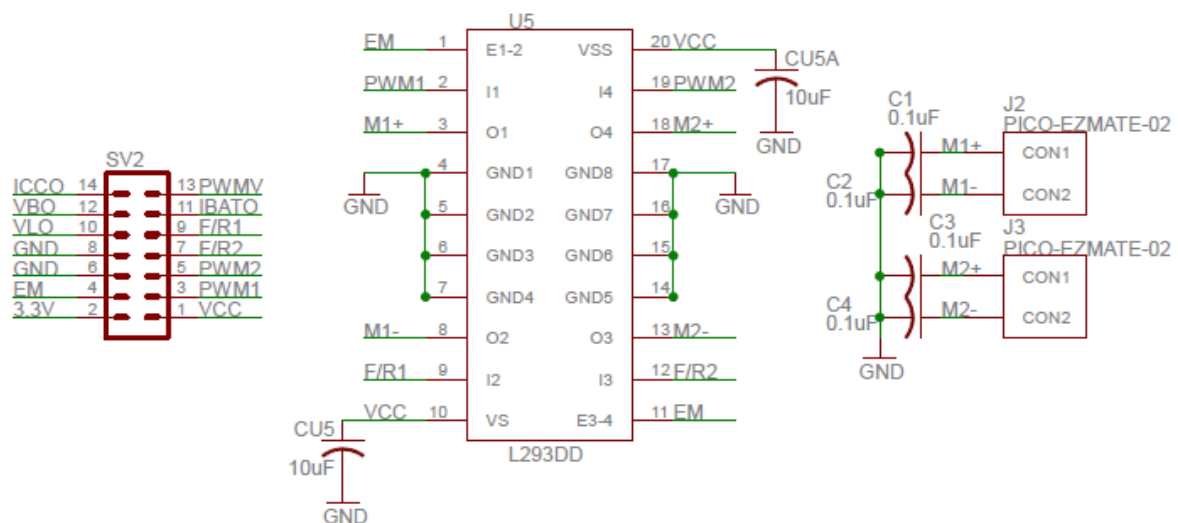 SV2
ICCO 14 13 PWMV
VBO 12 11 IBATO
VLO 10 9 F/R1
GND 8 7 F/R2
GND 6 5 PWM2
EM 4 3 PWM1
3.3V 2 1 VCC
U5
EM 1 E1-2 VSS 20 VCC
PWM1 2 I1 I4 19 PWM2
M1+ 3 O1 O4 18 M2+
4 GND1 GND8 17
GND
GND
5 GND2 GND7 16
6 GND3 GND6 15
7 GND4 GND5 14
M1- 8 O2 O3 13 M2-
F/R1 9 I2 I3 12 F/R2
VCC 10 VS E3-4 11 EM
L293DD
CU5
10uF
GND
CU5A
10uF
GND
C1
0.1uF
J2
PICO-EZMATE-02
M1+ CON1
C2
0.1uF
M1- CON2
C3
0.1uF
J3
PICO-EZMATE-02
M2+ CON1
C4
0.1uF
M2- CON2
GND